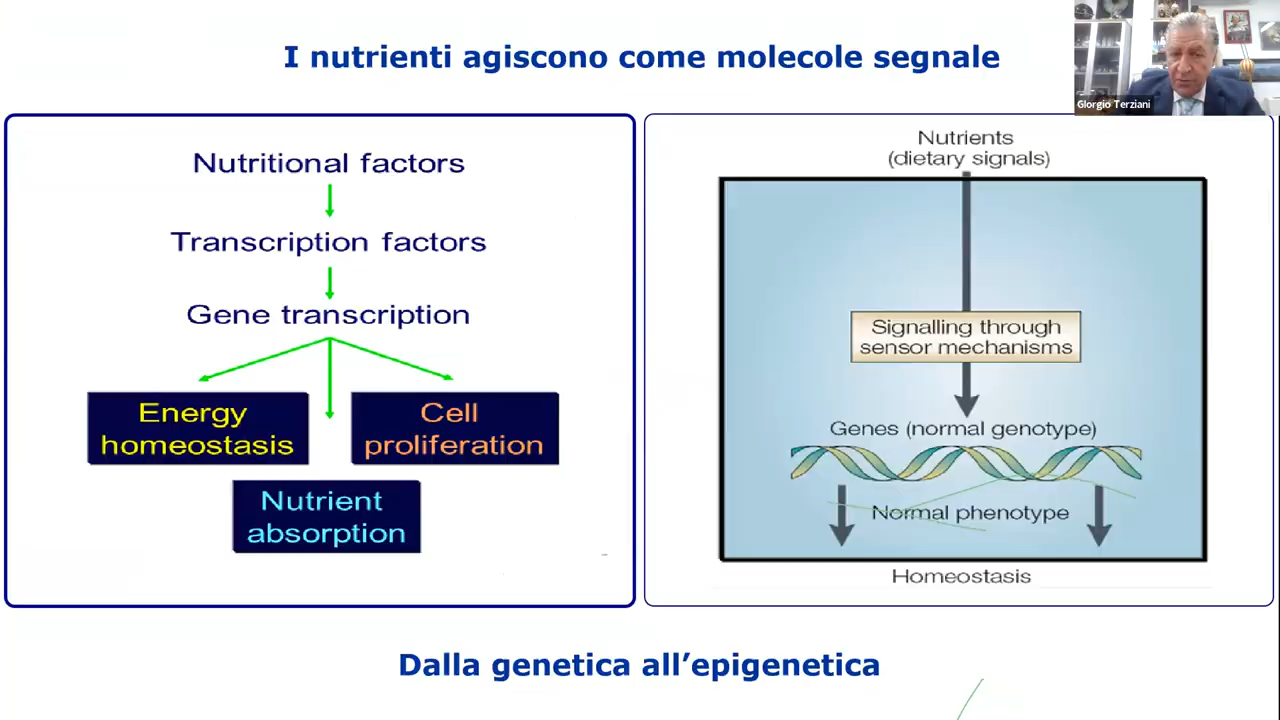 I nutrienti agiscono come molecole segnale
Giorgio Terziani
Nutritional factors
Transcription factors
Gene transcription
Energy
homeostasis
Cell
proliferation
Nutrient
absorption
Nutrients
(dietary signals)
Signalling through
sensor mechanisms
Genes (normal genotype)
Normal phenotype
Homeostasis
Dalla genetica all’epigenetica